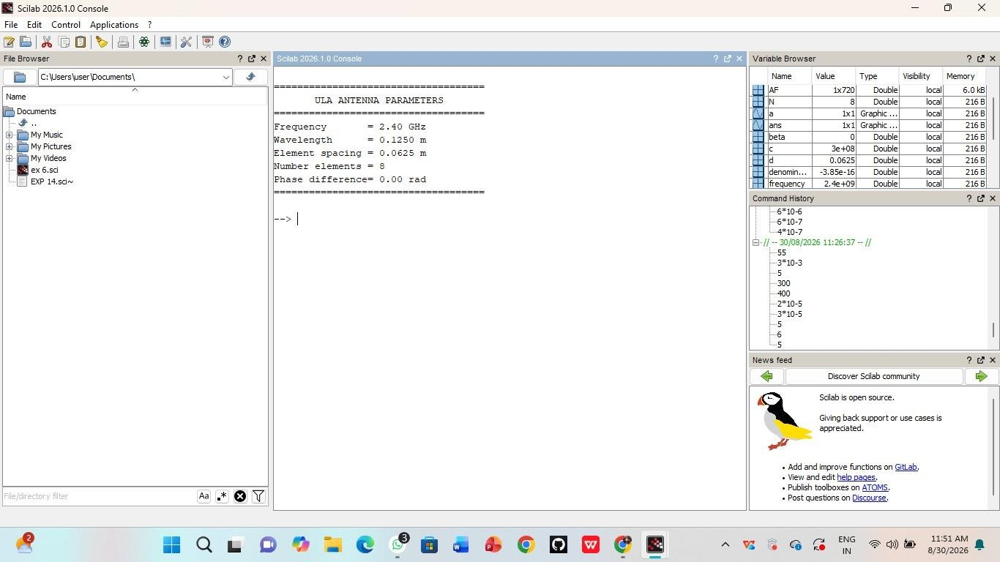 Scilab 2026.1.0 Console
File Edit Control Applications ?
File Browser ? ×
C:\Users\user\Documents\
Name
Documents
..
My Music
My Pictures
My Videos
ex 6.sci
EXP 14.sci~
File/directory filter
Aa
.*
Scilab 2026.1.0 Console ? ×
====================================
ULA ANTENNA PARAMETERS
====================================
Frequency = 2.40 GHz
Wavelength = 0.1250 m
Element spacing = 0.0625 m
Number elements = 8
Phase difference= 0.00 rad
====================================
-->
Variable Browser ? ×
Name Value Type Visibility Memory
AF 1x720 Double local 6.0 kB
N 8 Double local 216 B
a 1x1 Graphic ... local 216 B
ans 1x1 Graphic ... local 216 B
beta 0 Double local 216 B
c 3e+08 Double local 216 B
d 0.0625 Double local 216 B
denomin... -3.85e-16 Double local 216 B
frequency 2.4e+09 Double local 216 B
Command History ? ×
6*10-6
6*10-7
4*10-7
// -- 30/08/2026 11:26:37 -- //
55
3*10-3
5
300
400
2*10-5
3*10-5
5
6
5
News feed ? ×
Discover Scilab community
Scilab is open source.
Giving back support or use cases is
appreciated.
• Add and improve functions on GitLab.
• View and edit help pages.
• Publish toolboxes on ATOMS.
• Post questions on Discourse.
2
3
ENG
IN
11:51 AM
8/30/2026